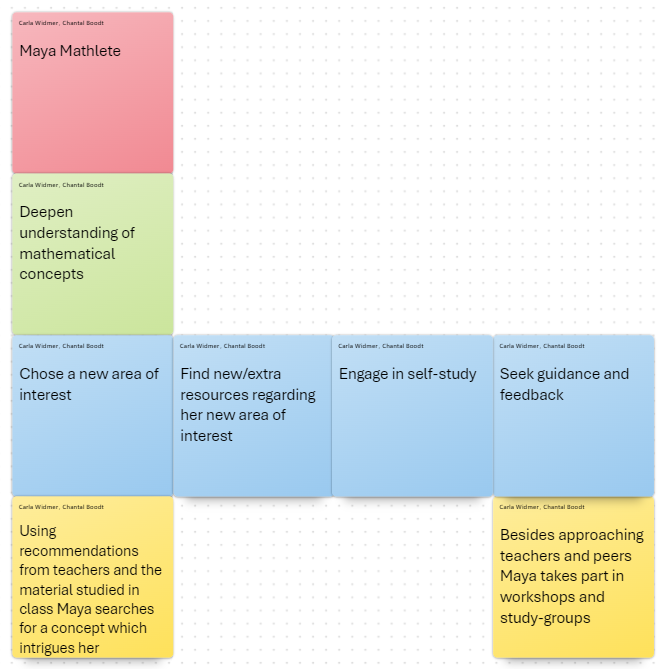 Carla Widmer, Chantal Boodt
Maya Mathlete
Carla Widmer, Chantal Boodt
Deepen
understanding of
mathematical
concepts
Carla Widmer, Chantal Boodt
Chose a new area of
interest
Carla Widmer, Chantal Boodt
Find new/extra
resources regarding
her new area of
interest
Carla Widmer, Chantal Boodt
Engage in self-study
Carla Widmer, Chantal Boodt
Seek guidance and
feedback
Carla Widmer, Chantal Boodt
Using
recommendations
from teachers and the
material studied in
class Maya searches
for a concept which
intrigues her
Carla Widmer, Chantal Boodt
Besides approaching
teachers and peers
Maya takes part in
workshops and
study-groups